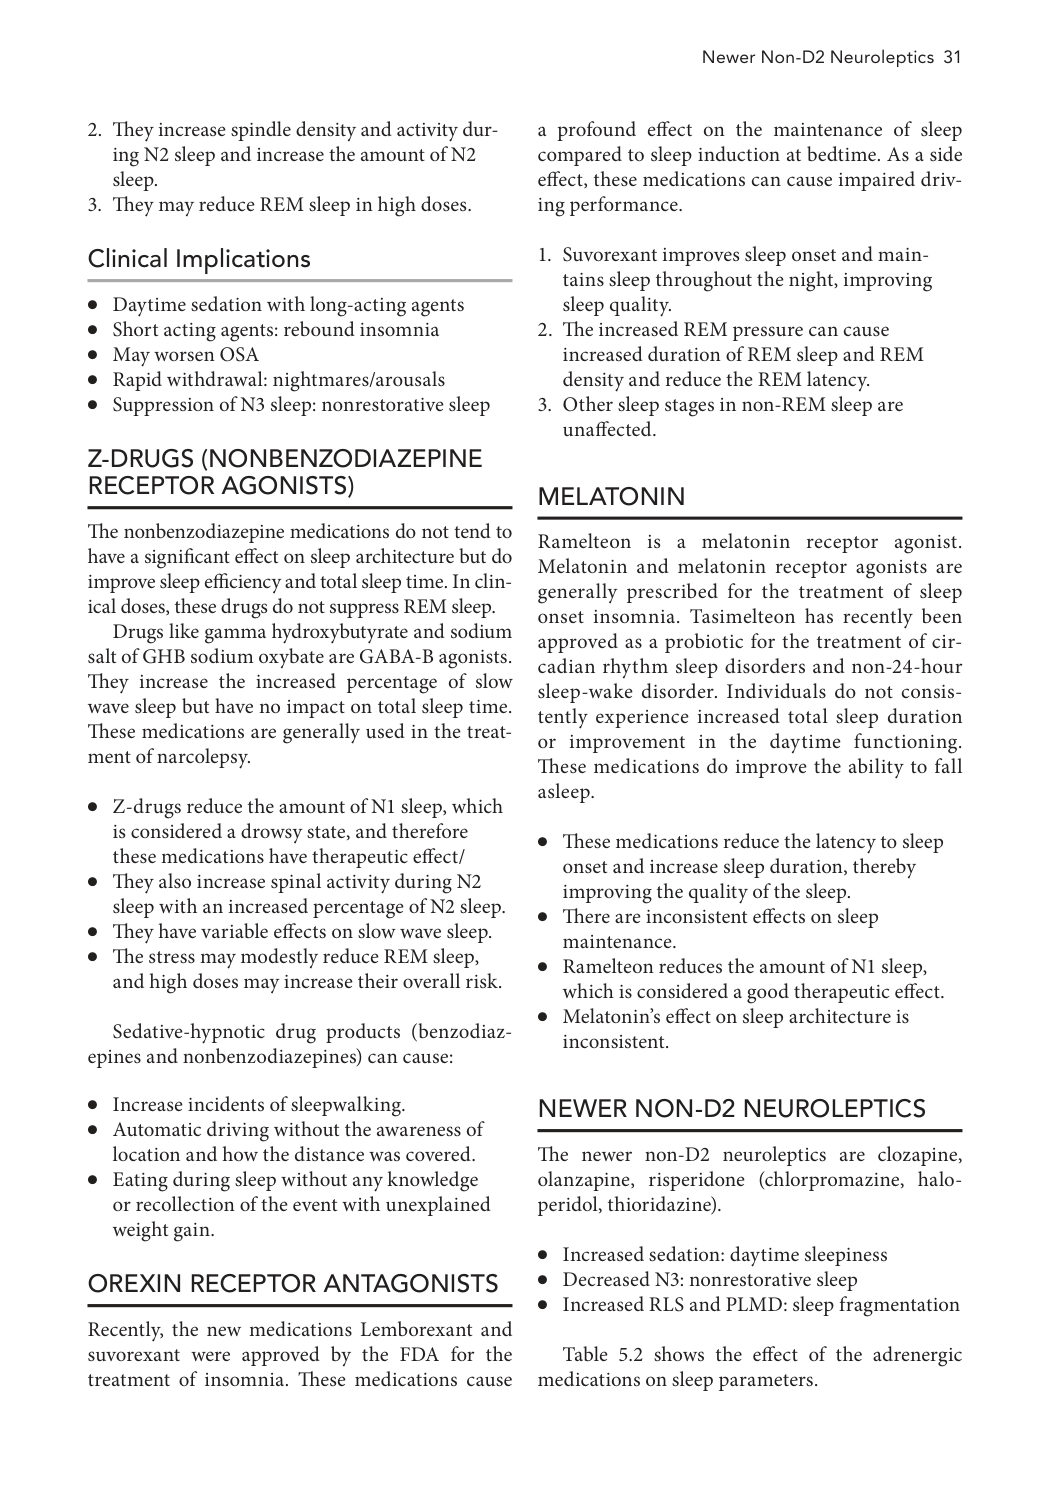 Newer Non-D2 Neuroleptics 31
2. They increase spindle density and activity dur-
ing N2 sleep and increase the amount of N2
sleep.
3. They may reduce REM sleep in high doses.
Clinical Implications
• Daytime sedation with long-acting agents
• Short acting agents: rebound insomnia
• May worsen OSA
• Rapid withdrawal: nightmares/arousals
• Suppression of N3 sleep: nonrestorative sleep
Z-DRUGS (NONBENZODIAZEPINE
RECEPTOR AGONISTS)
The nonbenzodiazepine medications do not tend to
have a significant effect on sleep architecture but do
improve sleep efficiency and total sleep time. In clin-
ical doses, these drugs do not suppress REM sleep.
Drugs like gamma hydroxybutyrate and sodium
salt of GHB sodium oxybate are GABA-B agonists.
They increase the increased percentage of slow
wave sleep but have no impact on total sleep time.
These medications are generally used in the treat-
ment of narcolepsy.
• Z-drugs reduce the amount of N1 sleep, which
is considered a drowsy state, and therefore
these medications have therapeutic effect/
• They also increase spinal activity during N2
sleep with an increased percentage of N2 sleep.
• They have variable effects on slow wave sleep.
• The stress may modestly reduce REM sleep,
and high doses may increase their overall risk.
Sedative-hypnotic drug products (benzodiaz-
epines and nonbenzodiazepines) can cause:
• Increase incidents of sleepwalking.
• Automatic driving without the awareness of
location and how the distance was covered.
• Eating during sleep without any knowledge
or recollection of the event with unexplained
weight gain.
OREXIN RECEPTOR ANTAGONISTS
Recently, the new medications Lemborexant and
suvorexant were approved by the FDA for the
treatment of insomnia. These medications cause
a profound effect on the maintenance of sleep
compared to sleep induction at bedtime. As a side
effect, these medications can cause impaired driv-
ing performance.
1. Suvorexant improves sleep onset and main-
tains sleep throughout the night, improving
sleep quality.
2. The increased REM pressure can cause
increased duration of REM sleep and REM
density and reduce the REM latency.
3. Other sleep stages in non-REM sleep are
unaffected.
MELATONIN
Ramelteon is a melatonin receptor agonist.
Melatonin and melatonin receptor agonists are
generally prescribed for the treatment of sleep
onset insomnia. Tasimelteon has recently been
approved as a probiotic for the treatment of cir-
cadian rhythm sleep disorders and non-24-hour
sleep-wake disorder. Individuals do not consis-
tently experience increased total sleep duration
or improvement in the daytime functioning.
These medications do improve the ability to fall
asleep.
• These medications reduce the latency to sleep
onset and increase sleep duration, thereby
improving the quality of the sleep.
• There are inconsistent effects on sleep
maintenance.
• Ramelteon reduces the amount of N1 sleep,
which is considered a good therapeutic effect.
• Melatonin’s effect on sleep architecture is
inconsistent.
NEWER NON-D2 NEUROLEPTICS
The newer non-D2 neuroleptics are clozapine,
olanzapine, risperidone (chlorpromazine, halo-
peridol, thioridazine).
• Increased sedation: daytime sleepiness
• Decreased N3: nonrestorative sleep
• Increased RLS and PLMD: sleep fragmentation
Table 5.2 shows the effect of the adrenergic
medications on sleep parameters.